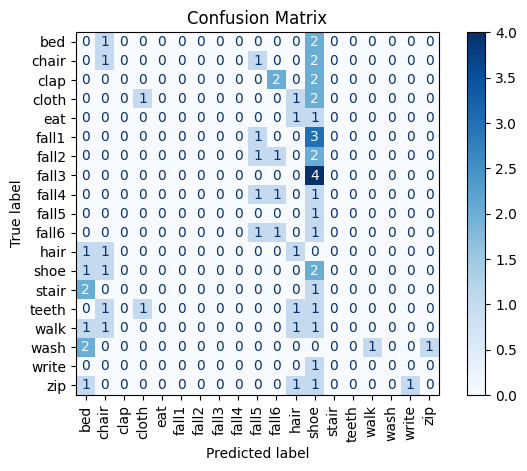 Confusion Matrix
bed 0 1 0 0 0 0 0 0 0 0 0 0 2 0 0 0 0 0 0
chair 0 1 0 0 0 0 0 0 0 1 0 0 2 0 0 0 0 0 0
clap 0 0 0 0 0 0 0 0 0 0 2 0 2 0 0 0 0 0 0
cloth 0 0 0 1 0 0 0 0 0 0 0 1 2 0 0 0 0 0 0
eat 0 0 0 0 0 0 0 0 0 0 0 1 1 0 0 0 0 0 0
fall1 0 0 0 0 0 0 0 0 0 1 0 0 3 0 0 0 0 0 0
fall2 0 0 0 0 0 0 0 0 0 1 1 0 2 0 0 0 0 0 0
fall3 0 0 0 0 0 0 0 0 0 0 0 0 4 0 0 0 0 0 0
fall4 0 0 0 0 0 0 0 0 0 1 1 0 1 0 0 0 0 0 0
fall5 0 0 0 0 0 0 0 0 0 0 0 0 1 0 0 0 0 0 0
fall6 0 0 0 0 0 0 0 0 0 1 1 0 1 0 0 0 0 0 0
hair 1 1 0 0 0 0 0 0 0 0 0 1 0 0 0 0 0 0 0
shoe 1 1 0 0 0 0 0 0 0 0 0 0 2 0 0 0 0 0 0
stair 2 0 0 0 0 0 0 0 0 0 0 0 1 0 0 0 0 0 0
teeth 0 1 0 1 0 0 0 0 0 0 0 1 1 0 0 0 0 0 0
walk 1 1 0 0 0 0 0 0 0 0 0 1 1 0 0 0 0 0 0
wash 2 0 0 0 0 0 0 0 0 0 0 0 0 0 0 1 0 0 1
write 0 0 0 0 0 0 0 0 0 0 0 0 1 0 0 0 0 0 0
zip 1 0 0 0 0 0 0 0 0 0 0 1 1 0 0 0 0 1 0
True label
bed chair clap cloth eat fall1 fall2 fall3 fall4 fall5 fall6 hair shoe stair teeth walk wash write zip
Predicted label
4.0
3.5
3.0
2.5
2.0
1.5
1.0
0.5
0.0